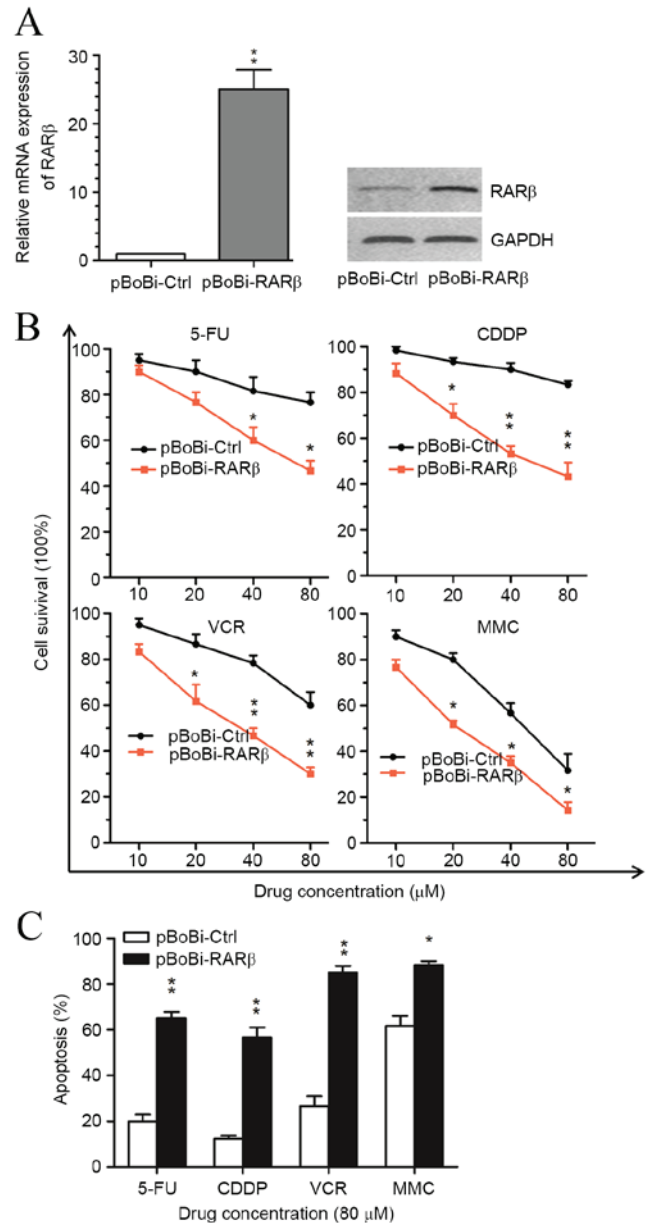 A
Relative mRNA expression
of RARβ
30
20
10
0
**
pBoBi-Ctrl
pBoBi-RARβ
RARβ
GAPDH
pBoBi-Ctrl
pBoBi-RARβ
B
Cell suivival (100%)
5-FU
100
80
60
40
20
0
pBoBi-Ctrl
pBoBi-RARβ
*
*
10 20 40 80
CDDP
100
80
60
40
20
0
pBoBi-Ctrl
pBoBi-RARβ
*
**
**
10 20 40 80
VCR
100
80
60
40
20
0
pBoBi-Ctrl
pBoBi-RARβ
*
**
**
10 20 40 80
MMC
100
80
60
40
20
0
pBoBi-Ctrl
pBoBi-RARβ
*
*
*
10 20 40 80
Drug concentration (μM)
C
Apoptosis (%)
100
80
60
40
20
0
pBoBi-Ctrl
pBoBi-RARβ
**
**
**
*
5-FU CDDP VCR MMC
Drug concentration (80 μM)